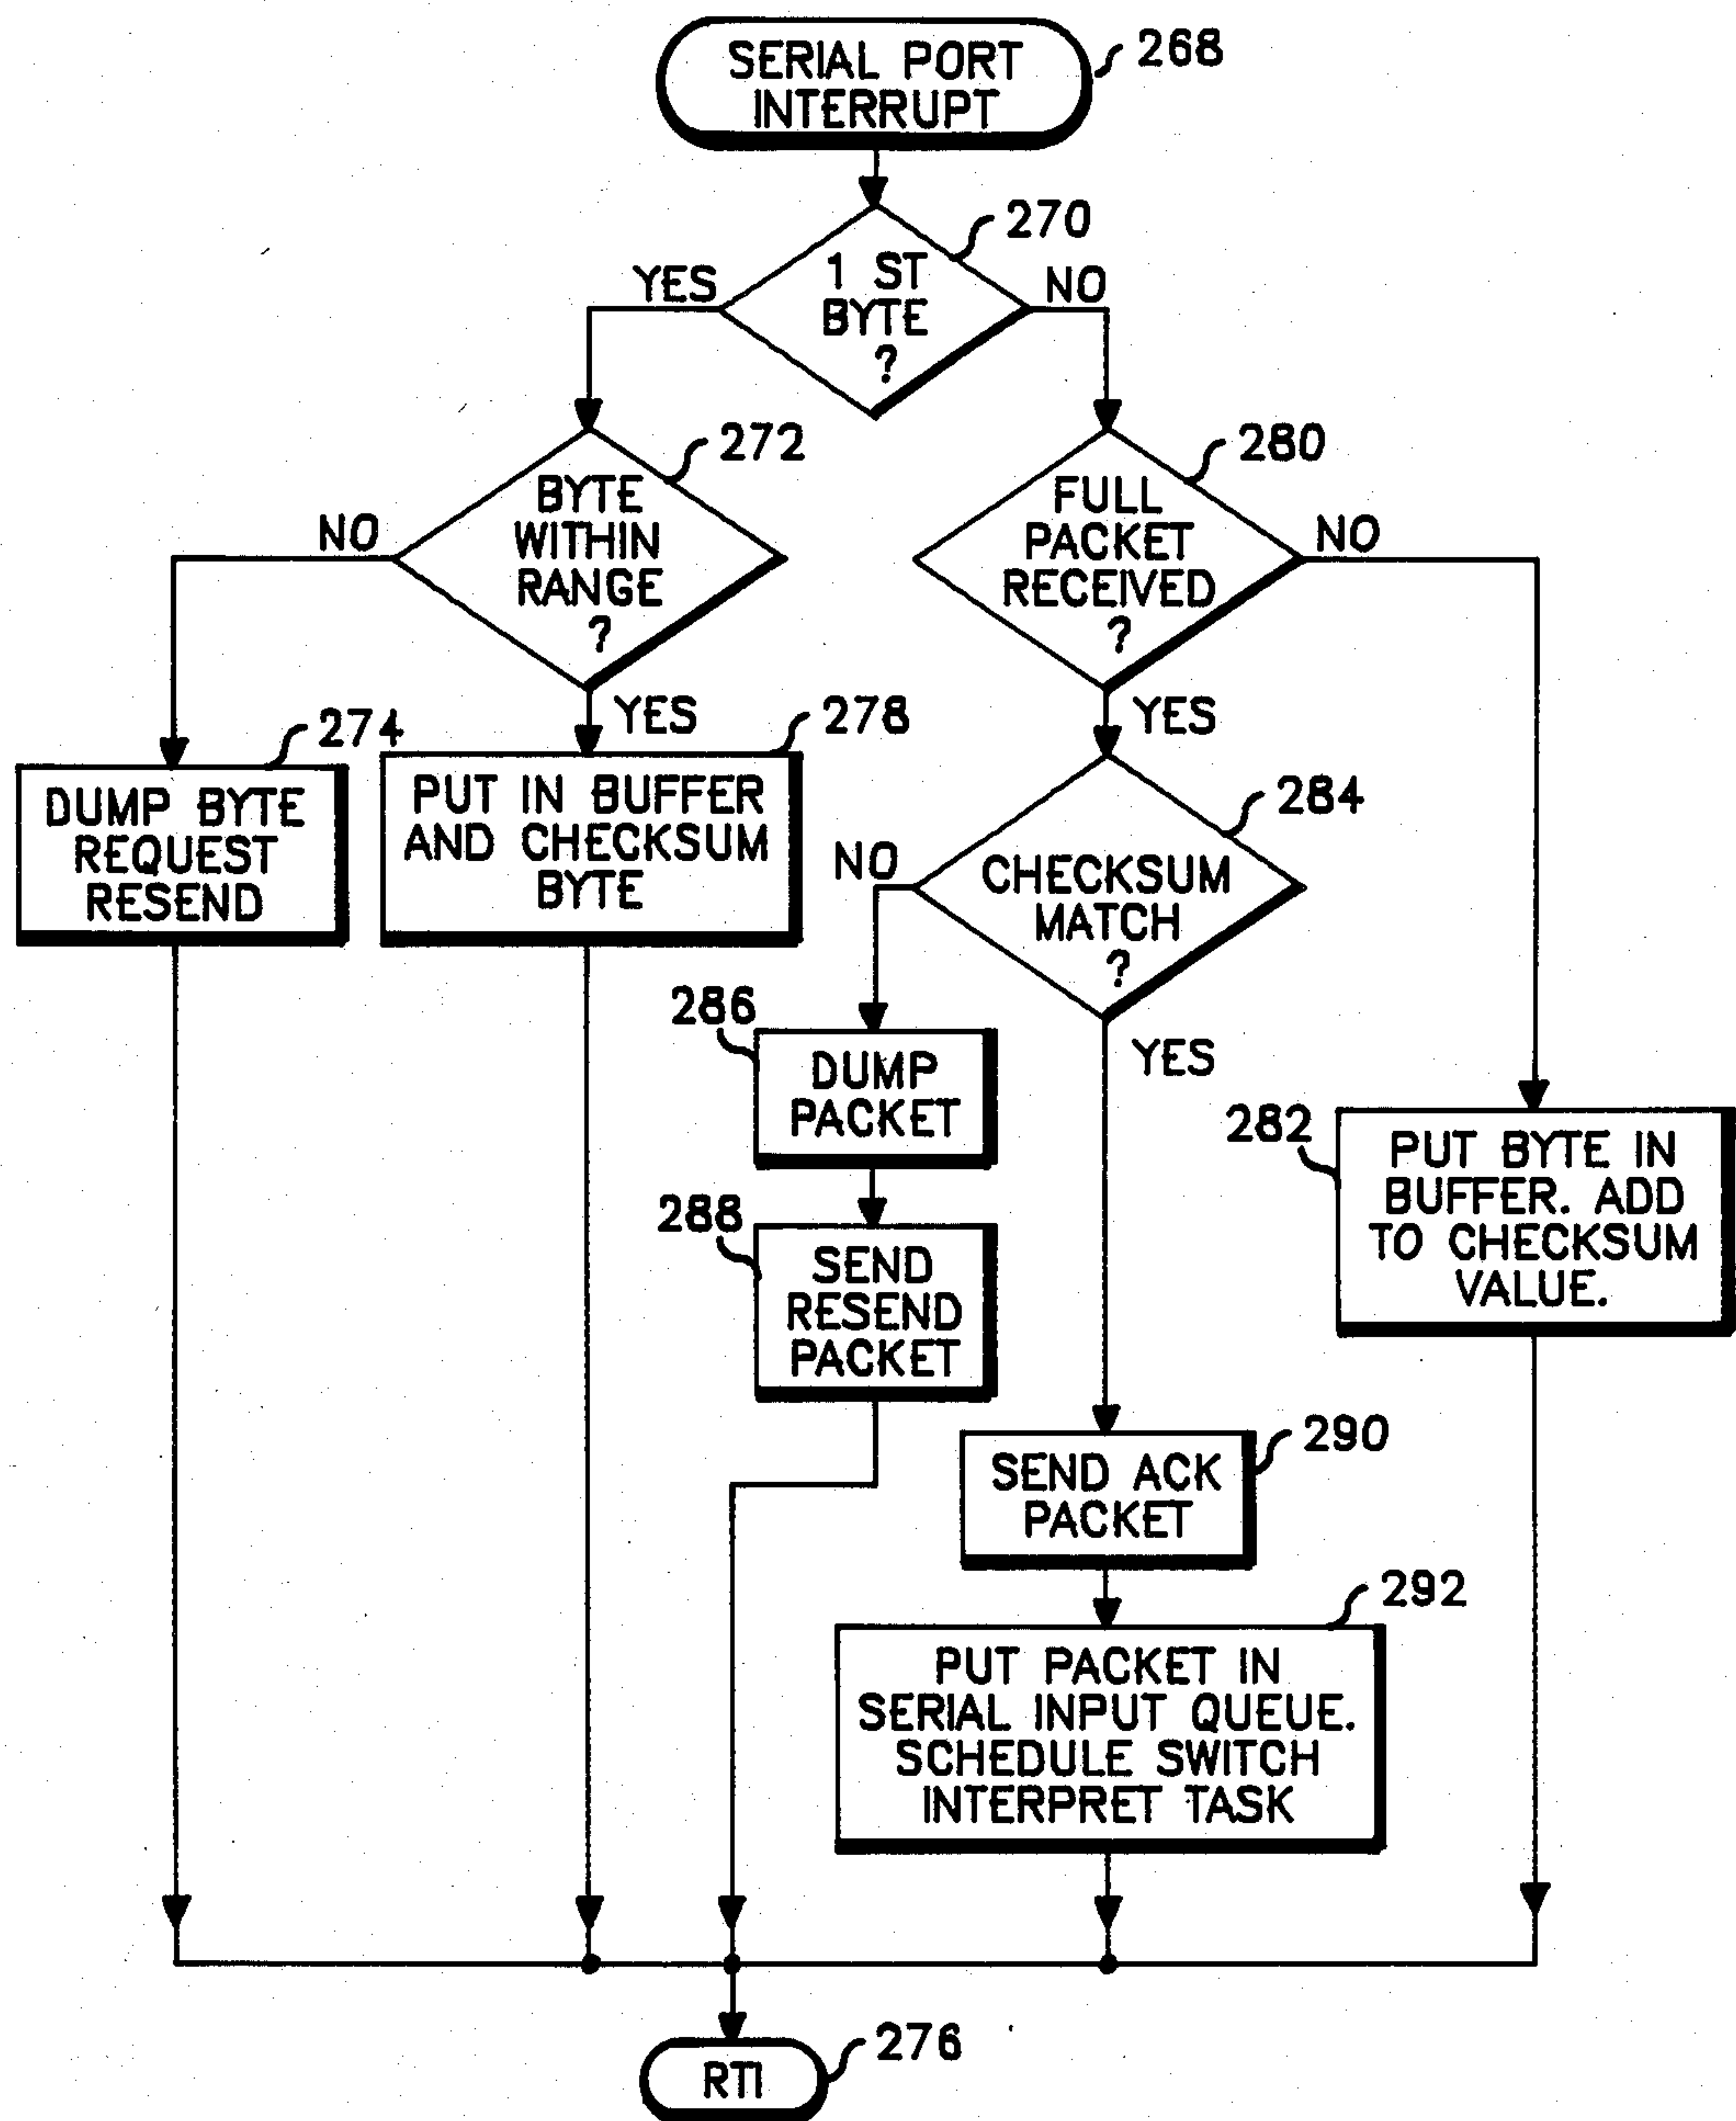 SERIAL PORT
INTERRUPT
268
270
1 ST
BYTE
?
YES
NO
272
BYTE
WITHIN
RANGE
?
NO
YES
280
FULL
PACKET
RECEIVED
?
NO
YES
274
DUMP BYTE
REQUEST
RESEND
278
PUT IN BUFFER
AND CHECKSUM
BYTE
284
CHECKSUM
MATCH
?
NO
YES
286
DUMP
PACKET
282
PUT BYTE IN
BUFFER. ADD
TO CHECKSUM
VALUE.
288
SEND
RESEND
PACKET
290
SEND ACK
PACKET
292
PUT PACKET IN
SERIAL INPUT QUEUE.
SCHEDULE SWITCH
INTERPRET TASK
RTI
276